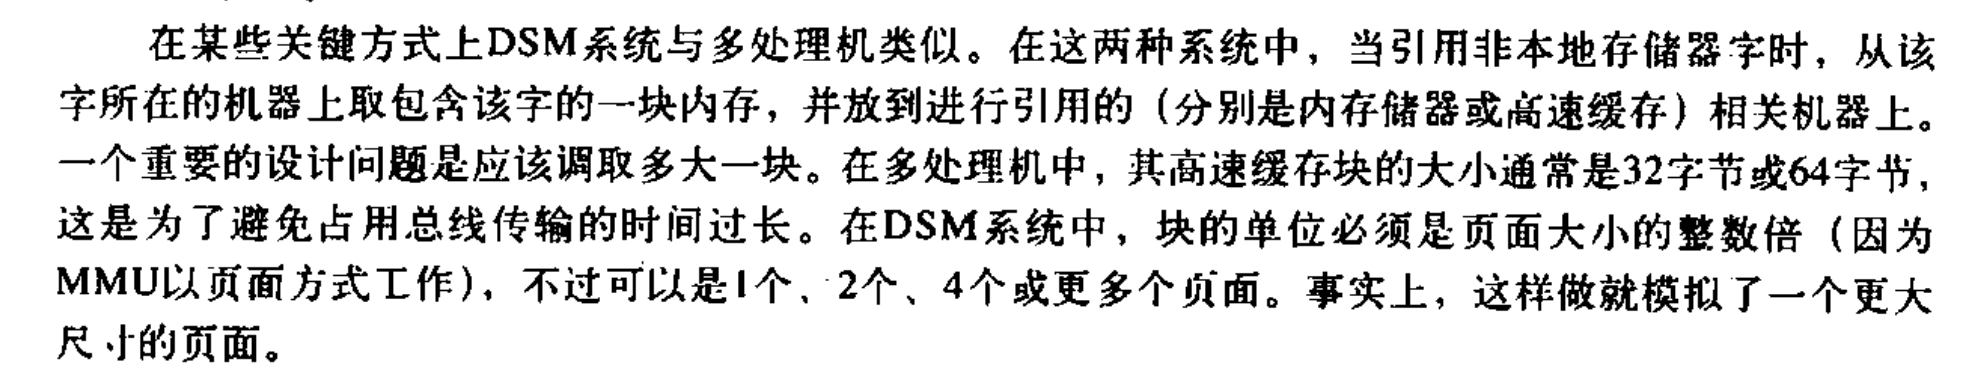 在某些关键方式上DSM系统与多处理机类似。在这两种系统中，当引用非本地存储器字时，从该
字所在的机器上取包含该字的一块内存，并放到进行引用的（分别是内存储器或高速缓存）相关机器上。
一个重要的设计问题是应该调取多大一块。在多处理机中，其高速缓存块的大小通常是32字节或64字节，
这是为了避免占用总线传输的时间过长。在DSM系统中，块的单位必须是页面大小的整数倍（因为
MMU以页面方式工作），不过可以是1个、2个、4个或更多个页面。事实上，这样做就模拟了一个更大
尺寸的页面。